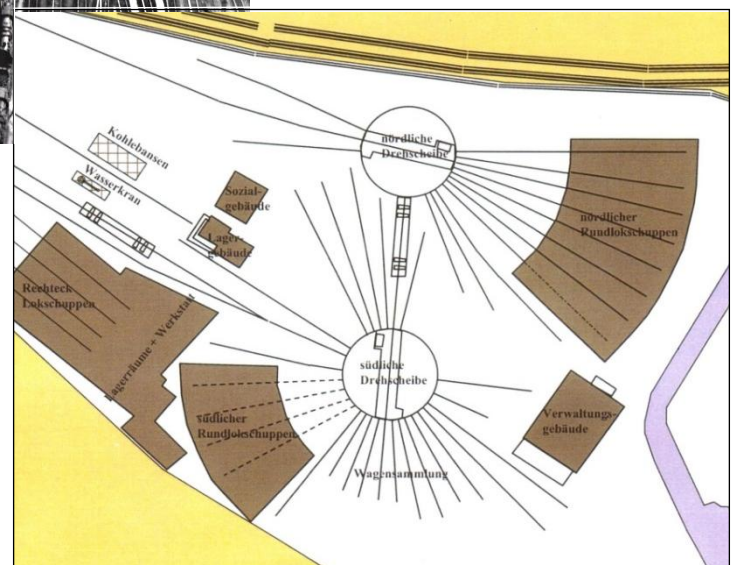 nördliche
Drehscheibe
Kohlebansen
Wasserkran
Sozial-
gebäude
Lager-
gebäude
nördlicher
Rundlokschuppen
Rechteck
Lokschuppen
Lagerräume + Werkstatt
südliche
Drehscheibe
südlicher
Rundlokschuppen
Verwaltungs-
gebäude
Wagensammlung